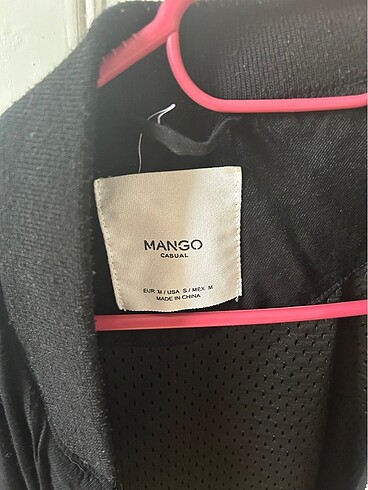 MANGO
CASUAL
EUR M / USA S / MEX M
MADE IN CHINA